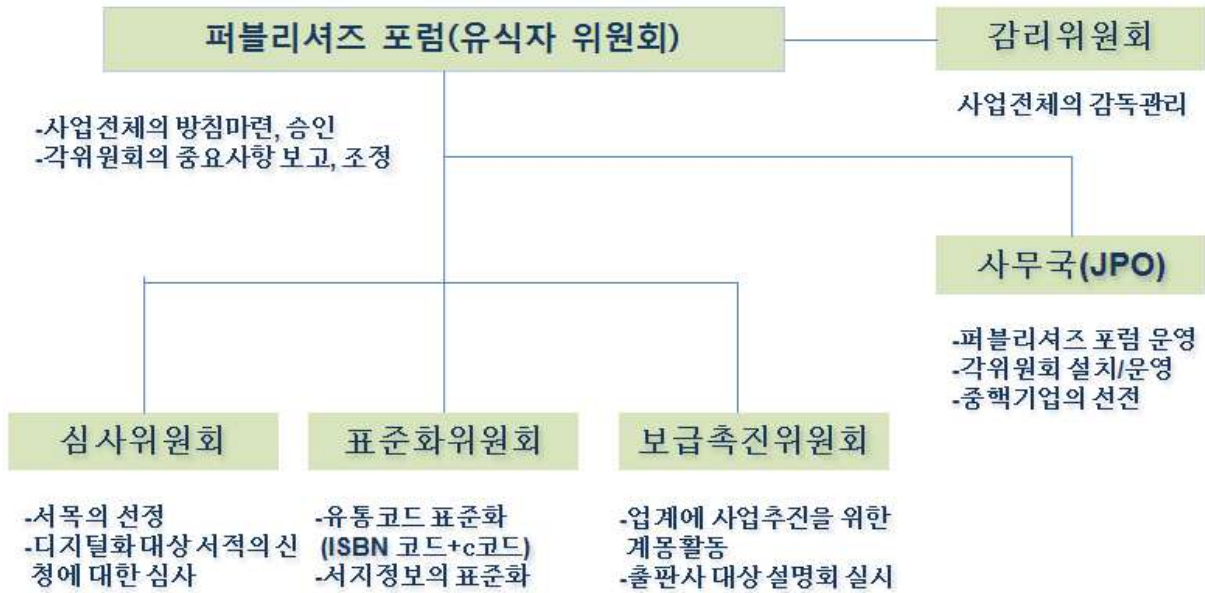 퍼블리셔즈 포럼(유식자 위원회)
감리위원회
사업전체의 감독관리
-사업전체의 방침마련, 승인
-각위원회의 중요사항 보고, 조정
사무국(JPO)
-퍼블리셔즈 포럼 운영
-각위원회 설치/운영
-중핵기업의 선전
심사위원회
-서목의 선정
-디지털화 대상 서적의 신
청에 대한 심사
표준화위원회
-유통코드 표준화
(ISBN 코드+c코드)
-서지정보의 표준화
보급촉진위원회
-업계에 사업추진을 위한
계몽활동
-출판사 대상 설명회 실시